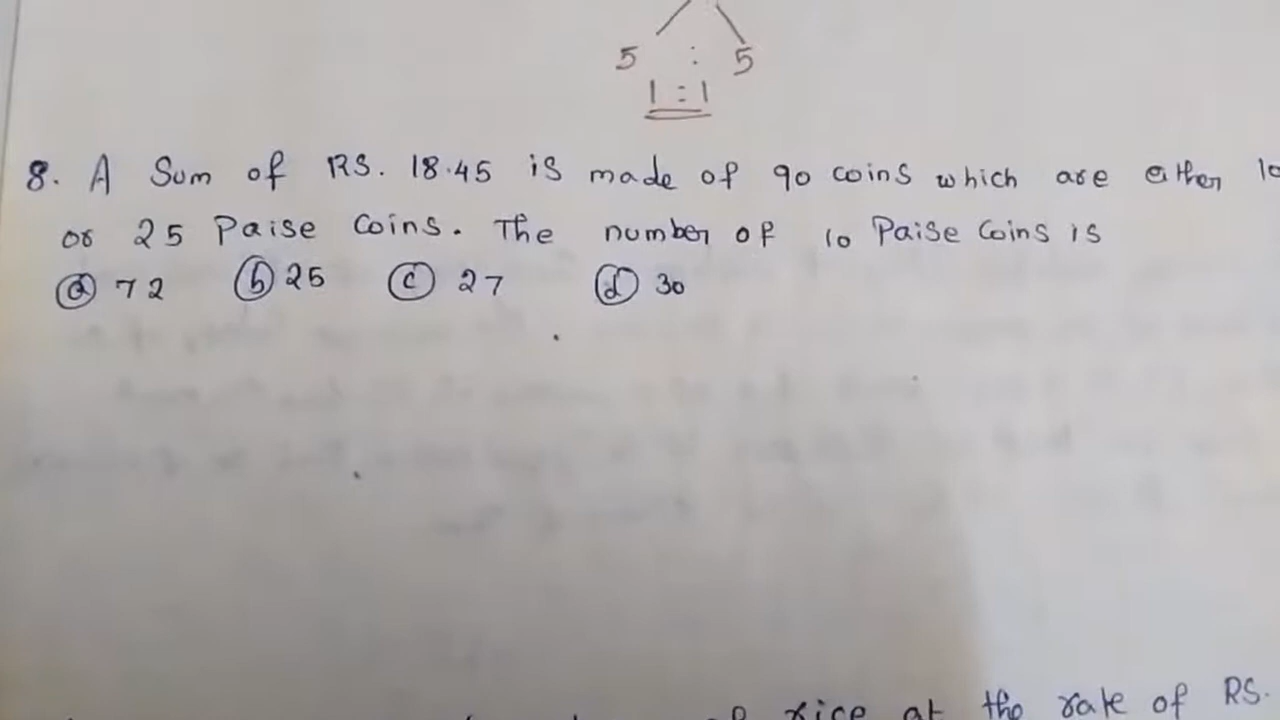 5 : 5
1 : 1
8. A Sum of RS. 18.45 is made of 90 coins which are either 10
or 25 Paise Coins. The number of 10 Paise Coins is
(a) 72 (b) 25 (c) 27 (d) 30
rice at the rate of RS.